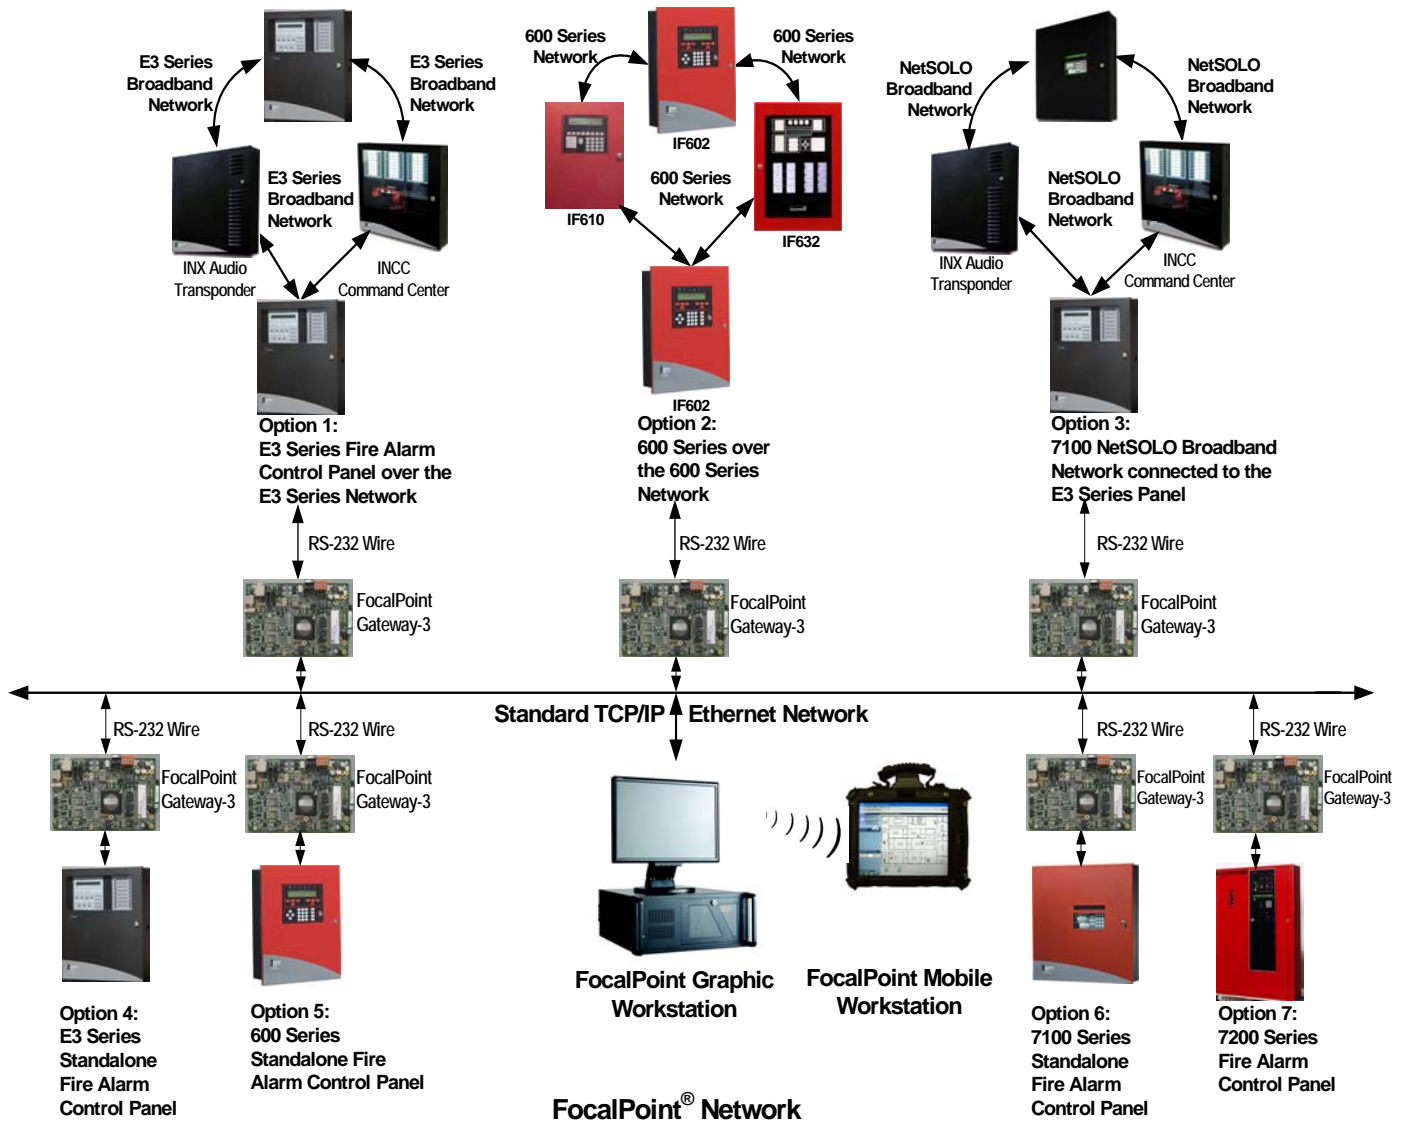 E3 Series
Broadband
Network
E3 Series
Broadband
Network
E3 Series
Broadband
Network
INX Audio
Transponder
INCC
Command Center
Option 1:
E3 Series Fire Alarm
Control Panel over the
E3 Series Network
600 Series
Network
600 Series
Network
IF602
IF610
600 Series
Network
IF632
IF602
Option 2:
600 Series over
the 600 Series
Network
NetSOLO
Broadband
Network
NetSOLO
Broadband
Network
NetSOLO
Broadband
Network
INX Audio
Transponder
INCC
Command Center
Option 3:
7100 NetSOLO Broadband
Network connected to the
E3 Series Panel
RS-232 Wire
RS-232 Wire
RS-232 Wire
FocalPoint
Gateway-3
FocalPoint
Gateway-3
FocalPoint
Gateway-3
Standard TCP/IP Ethernet Network
RS-232 Wire
RS-232 Wire
RS-232 Wire
RS-232 Wire
FocalPoint
Gateway-3
FocalPoint
Gateway-3
FocalPoint
Gateway-3
FocalPoint
Gateway-3
FocalPoint Graphic
Workstation
FocalPoint Mobile
Workstation
Option 4:
E3 Series
Standalone
Fire Alarm
Control Panel
Option 5:
600 Series
Standalone Fire
Alarm Control Panel
Option 6:
7100 Series
Standalone
Fire Alarm
Control Panel
Option 7:
7200 Series
Fire Alarm
Control Panel
FocalPoint® Network